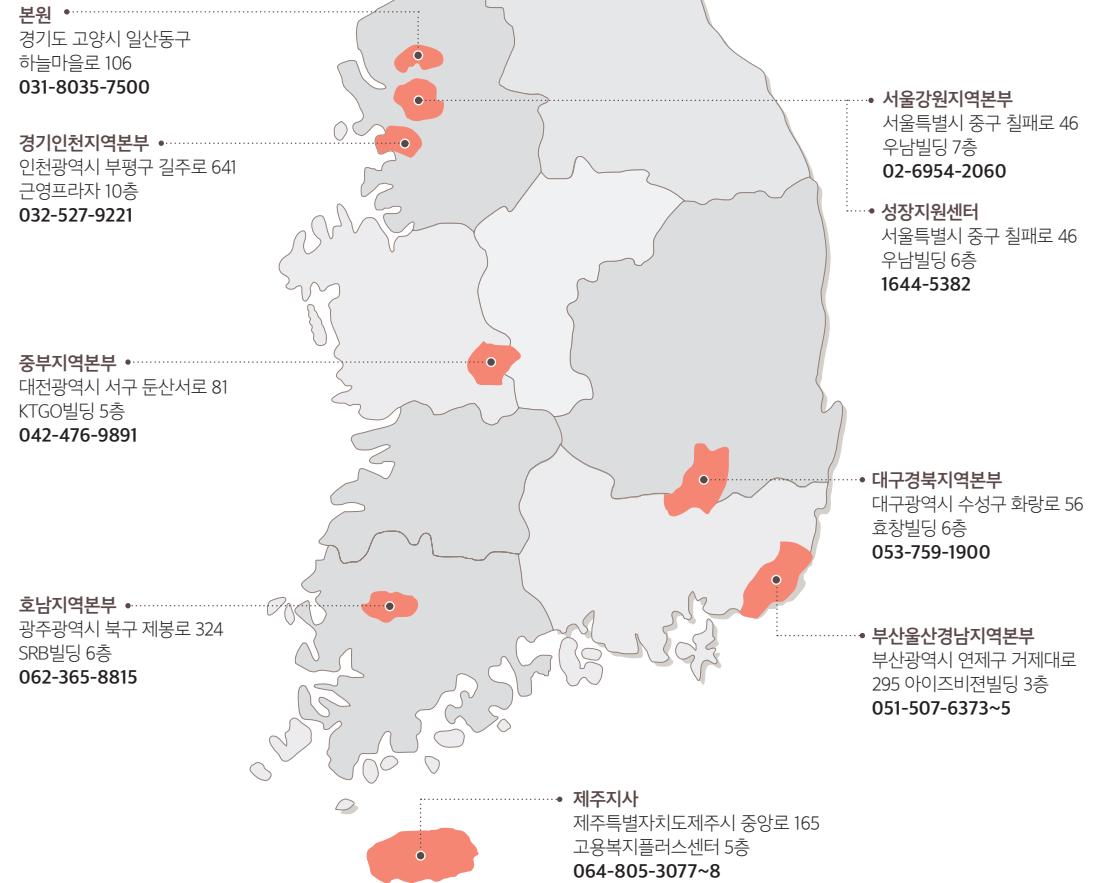 본원
경기도 고양시 일산동구
하늘마을로 106
031-8035-7500
경기인천지역본부
인천광역시 부평구 길주로 641
근영프라자 10층
032-527-9221
중부지역본부
대전광역시 서구 둔산서로 81
KTGO빌딩 5층
042-476-9891
호남지역본부
광주광역시 북구 제봉로 324
SRB빌딩 6층
062-365-8815
서울강원지역본부
서울특별시 중구 칠패로 46
우남빌딩 7층
02-6954-2060
성장지원센터
서울특별시 중구 칠패로 46
우남빌딩 6층
1644-5382
대구경북지역본부
대구광역시 수성구 화랑로 56
효창빌딩 6층
053-759-1900
부산울산경남지역본부
부산광역시 연제구 거제대로
295 아이즈비젼빌딩 3층
051-507-6373~5
제주지사
제주특별자치도제주시 중앙로 165
고용복지플러스센터 5층
064-805-3077~8